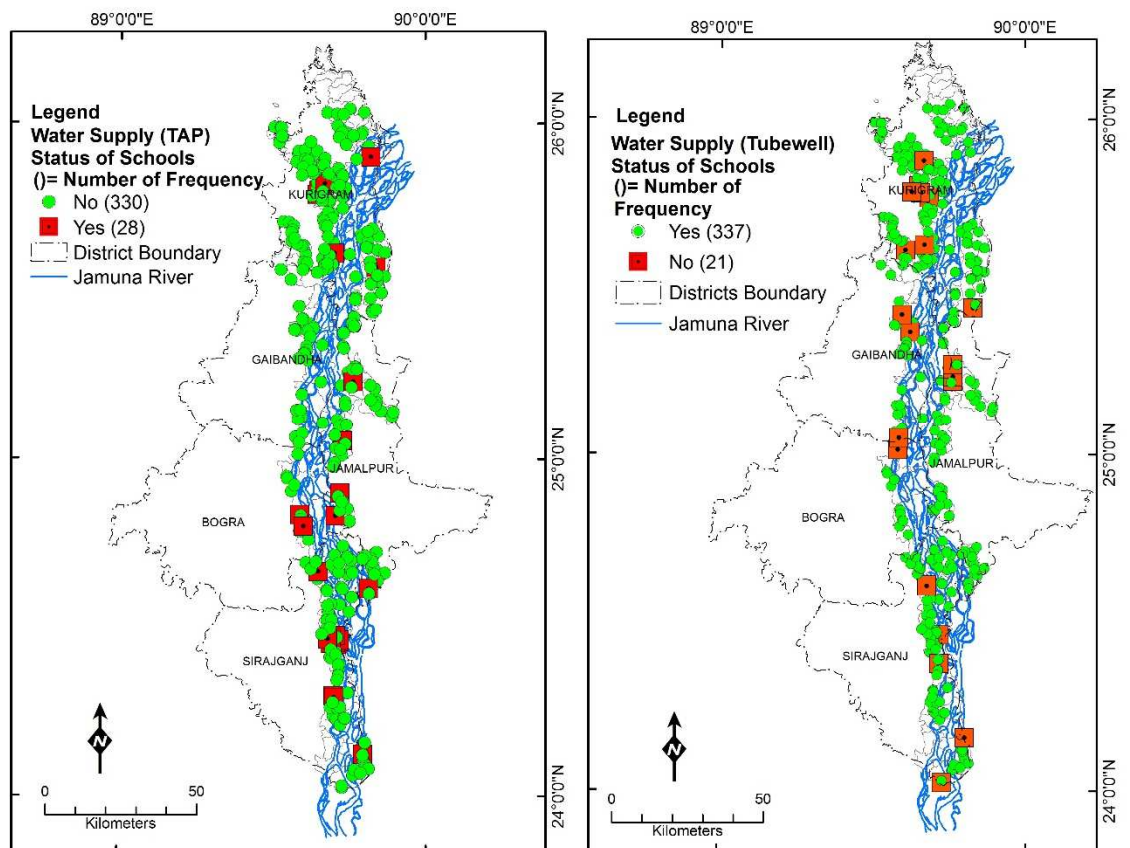 89°0'0"E
90°0'0"E
Legend
Water Supply (TAP)
Status of Schools
()= Number of Frequency
No (330)
Yes (28)
District Boundary
Jamuna River
KURIGRAM
GAIBANDHA
JAMALPUR
BOGRA
SIRAJGANJ
N
0
50
Kilometers
26°0'0"N
25°0'0"N
24°0'0"N
89°0'0"E
90°0'0"E
Legend
Water Supply (Tubewell)
Status of Schools
()= Number of
Frequency
Yes (337)
No (21)
Districts Boundary
Jamuna River
KURIGRAM
GAIBANDHA
JAMALPUR
BOGRA
SIRAJGANJ
N
0
50
Kilometers
26°0'0"N
25°0'0"N
24°0'0"N